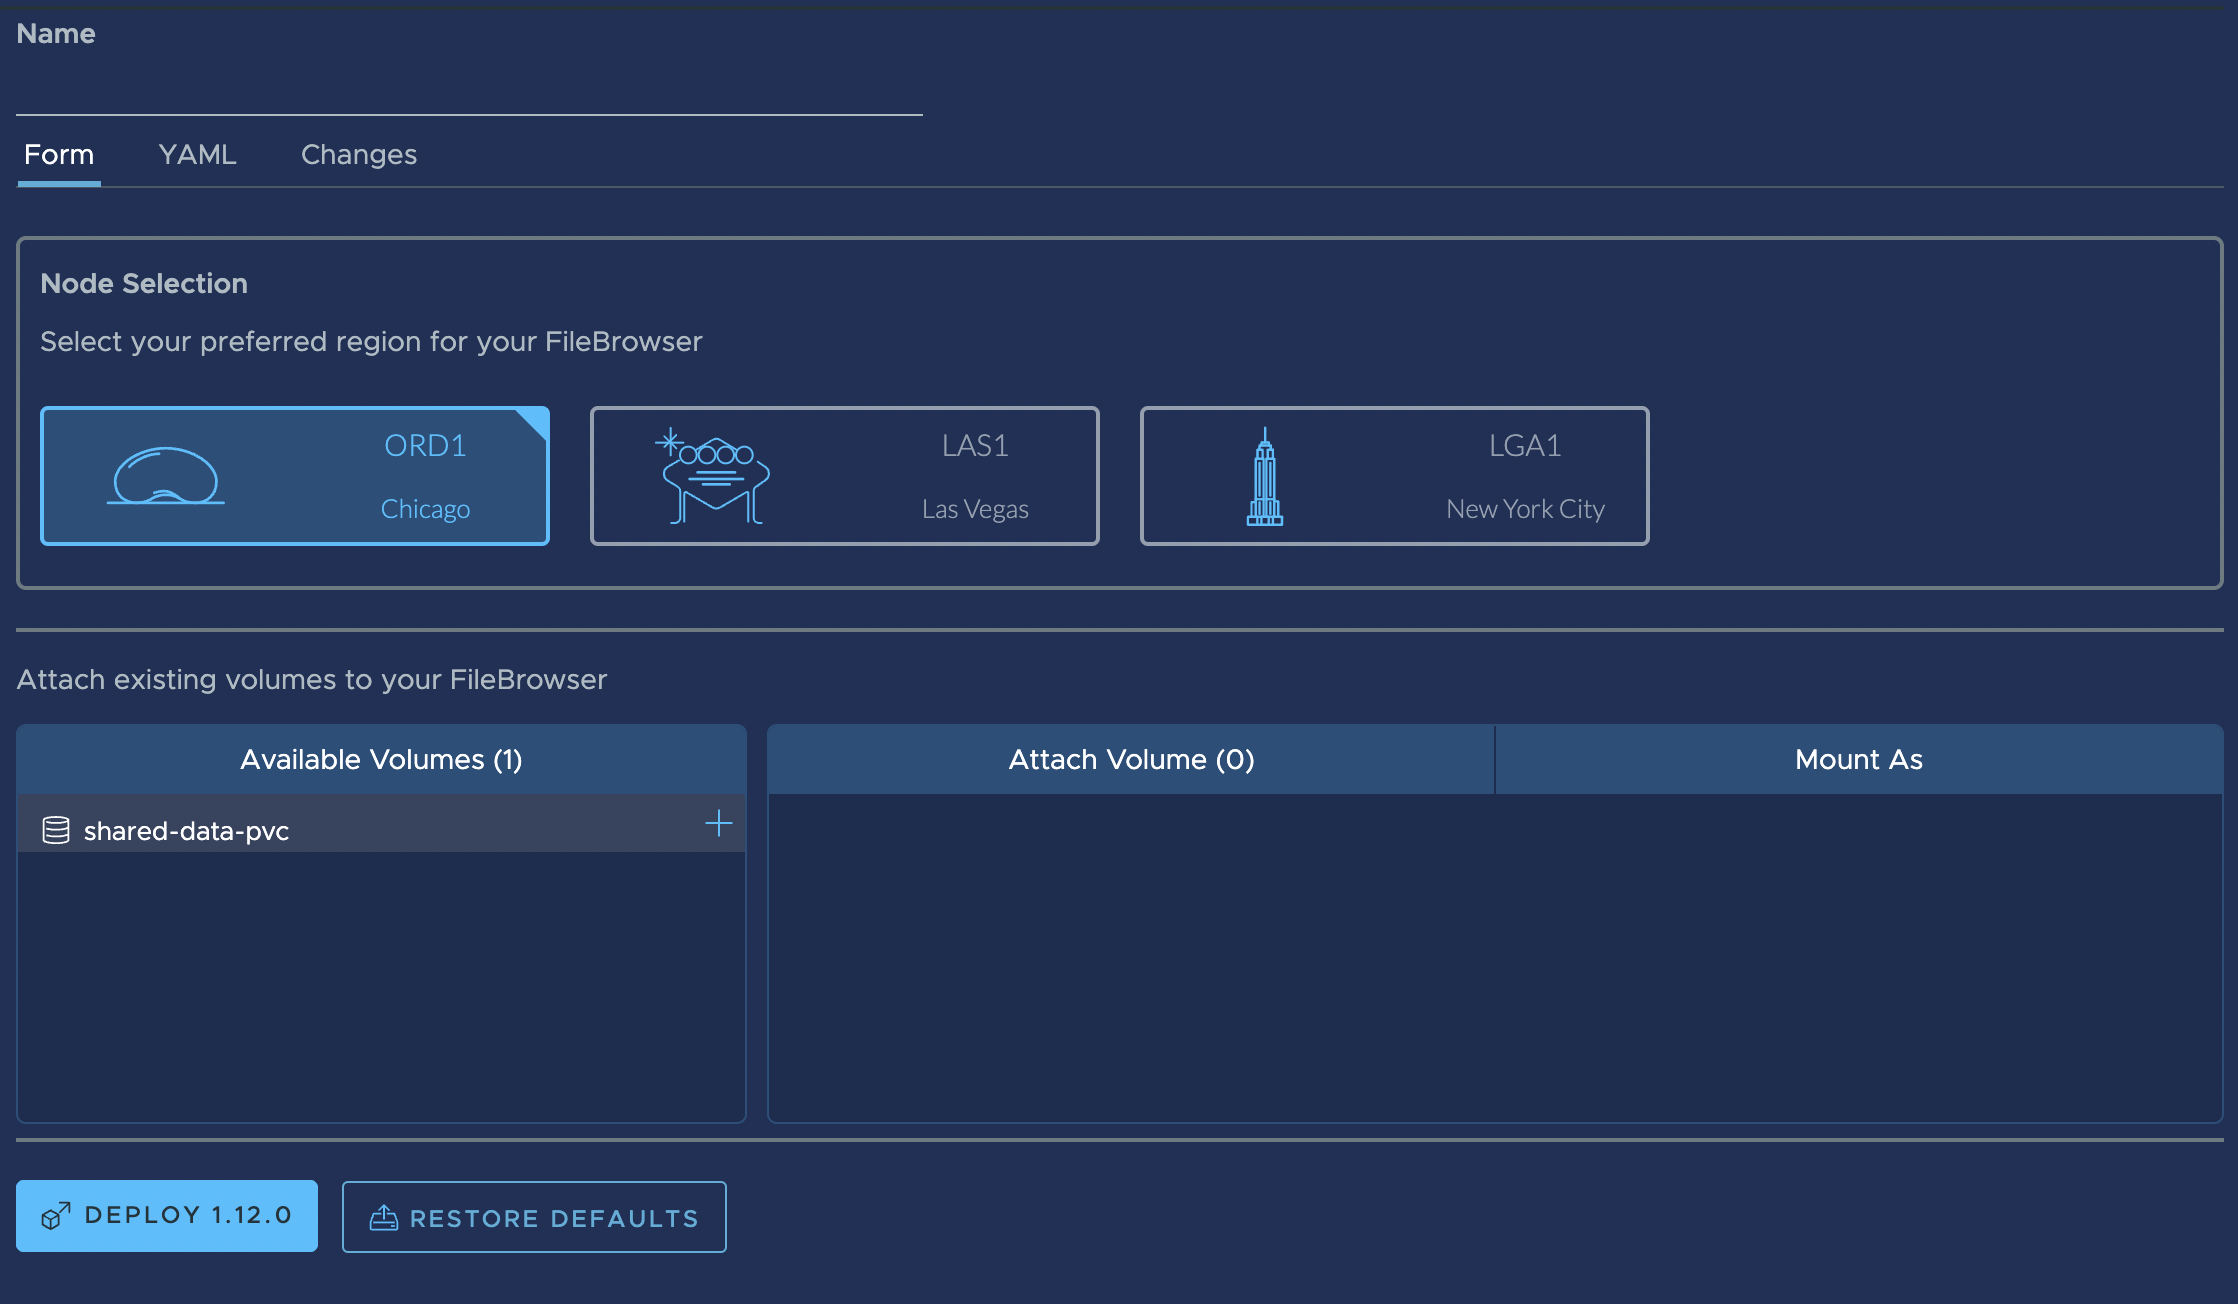 Name
Form YAML Changes
Node Selection
Select your preferred region for your FileBrowser
ORD1
Chicago
LAS1
Las Vegas
LGA1
New York City
Attach existing volumes to your FileBrowser
Available Volumes (1)
shared-data-pvc
Attach Volume (0)
Mount As
DEPLOY 1.12.0
RESTORE DEFAULTS